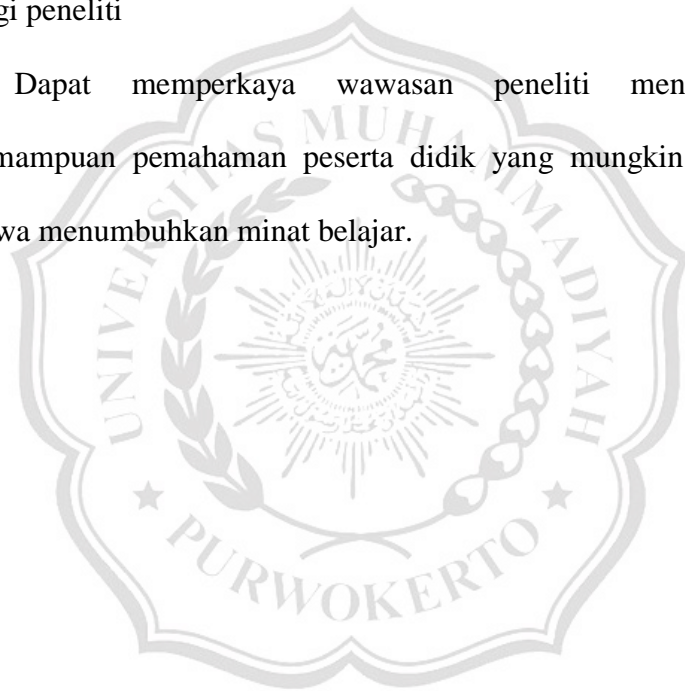 gi peneliti
Dapat memperkaya wawasan peneliti men
mampuan pemahaman peserta didik yang mungkin
wa menumbuhkan minat belajar.
UNIVERSITAS MUHAMMADIYAH
PURWOKERTO